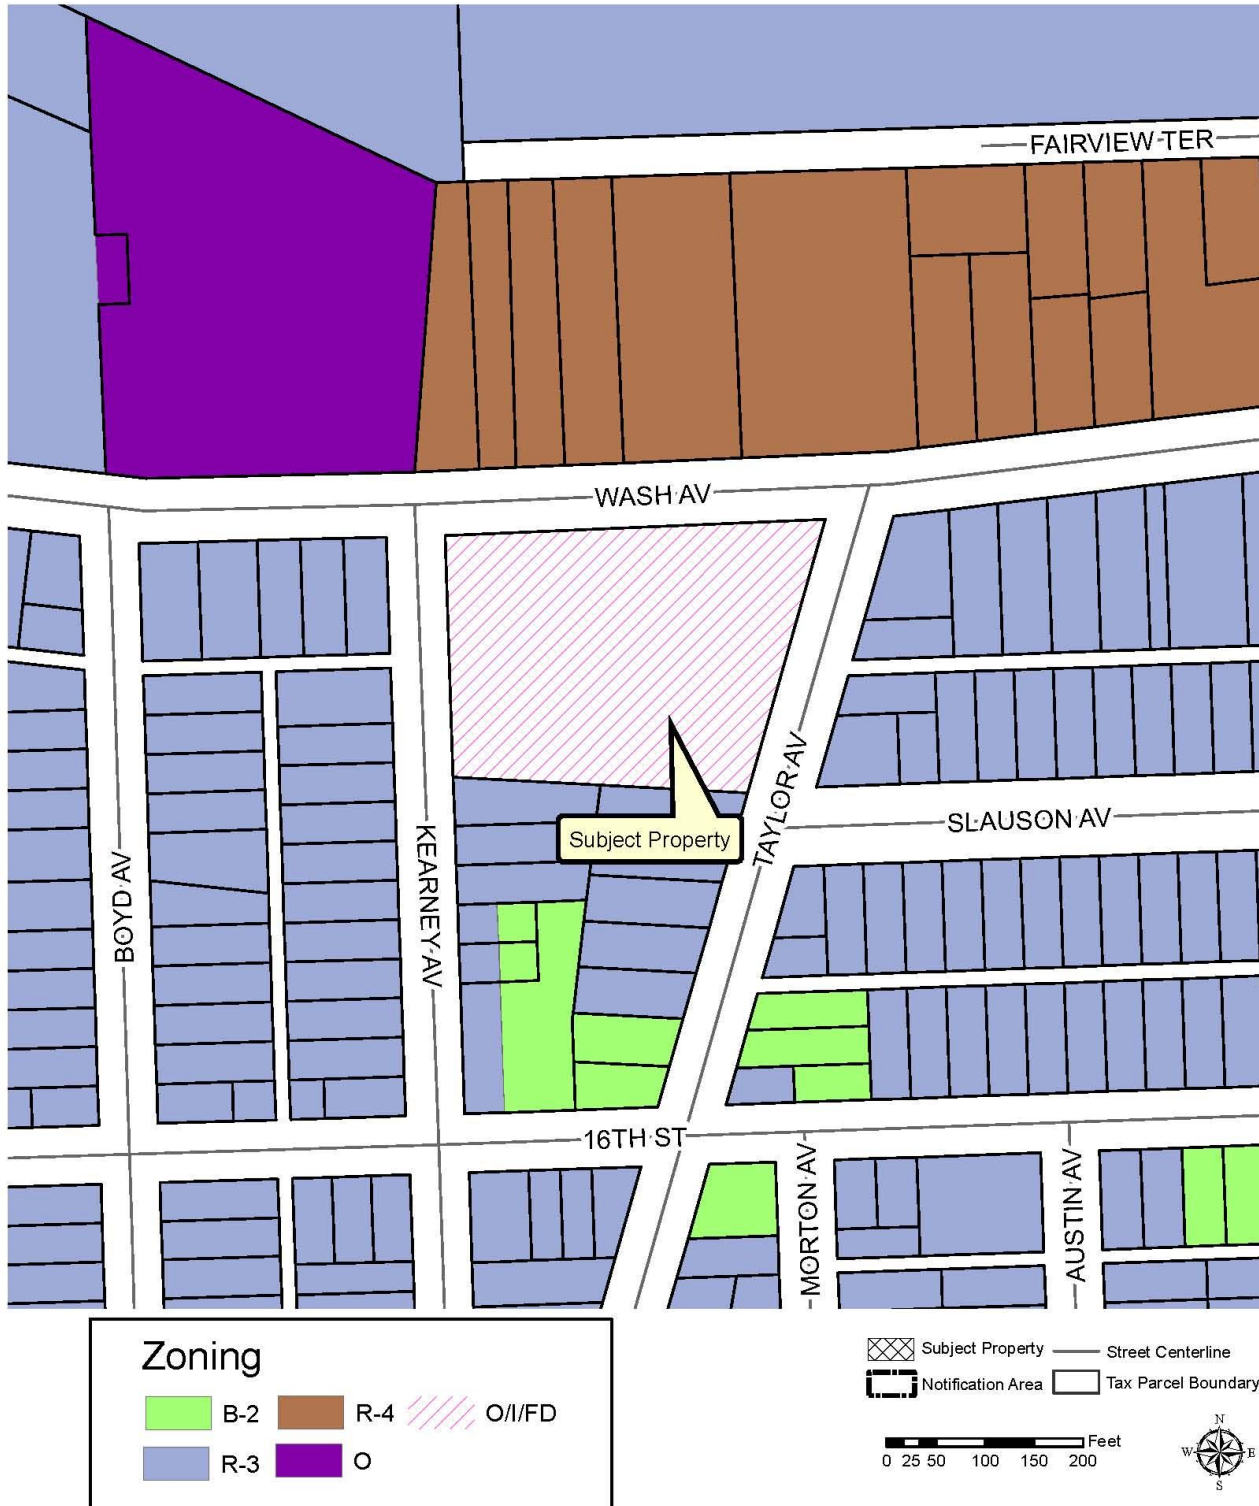 FAIRVIEW TER
WASH AV
TAYLOR AV
SLAUSON AV
Subject Property
KEARNEY AV
BOYD AV
16TH ST
MORTON AV
AUSTIN AV
Zoning
B-2
R-4
O/I/FD
R-3
O
Subject Property
Street Centerline
Notification Area
Tax Parcel Boundary
Feet
0 25 50 100 150 200
N
W E
S